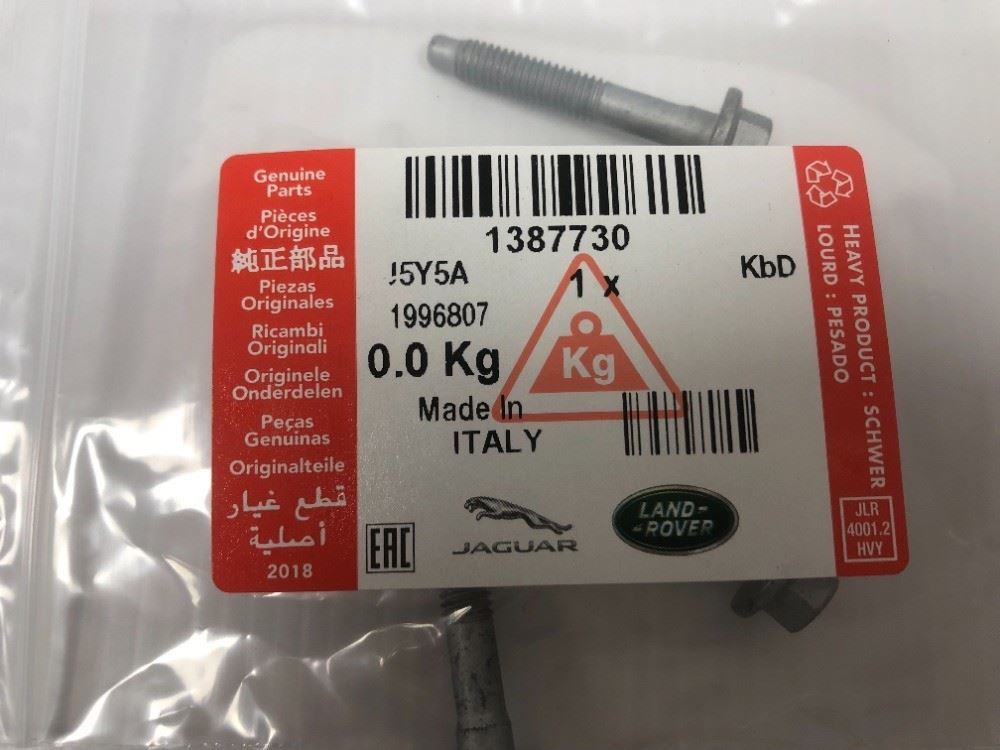 Genuine
Parts
Pièces
d'Origine
純正部品
Piezas
Originales
Ricambi
Originali
Originele
Onderdelen
Peças
Genuinas
Originalteile
قطع غيار
أصلية
2018
1387730
J5Y5A
1 x
KbD
1996807
0.0 Kg
Kg
Made In
ITALY
EAC
JAGUAR
LAND-
-ROVER
HEAVY PRODUCT : SCHWER
LOURD : PESADO
JLR
4001.2
HVY